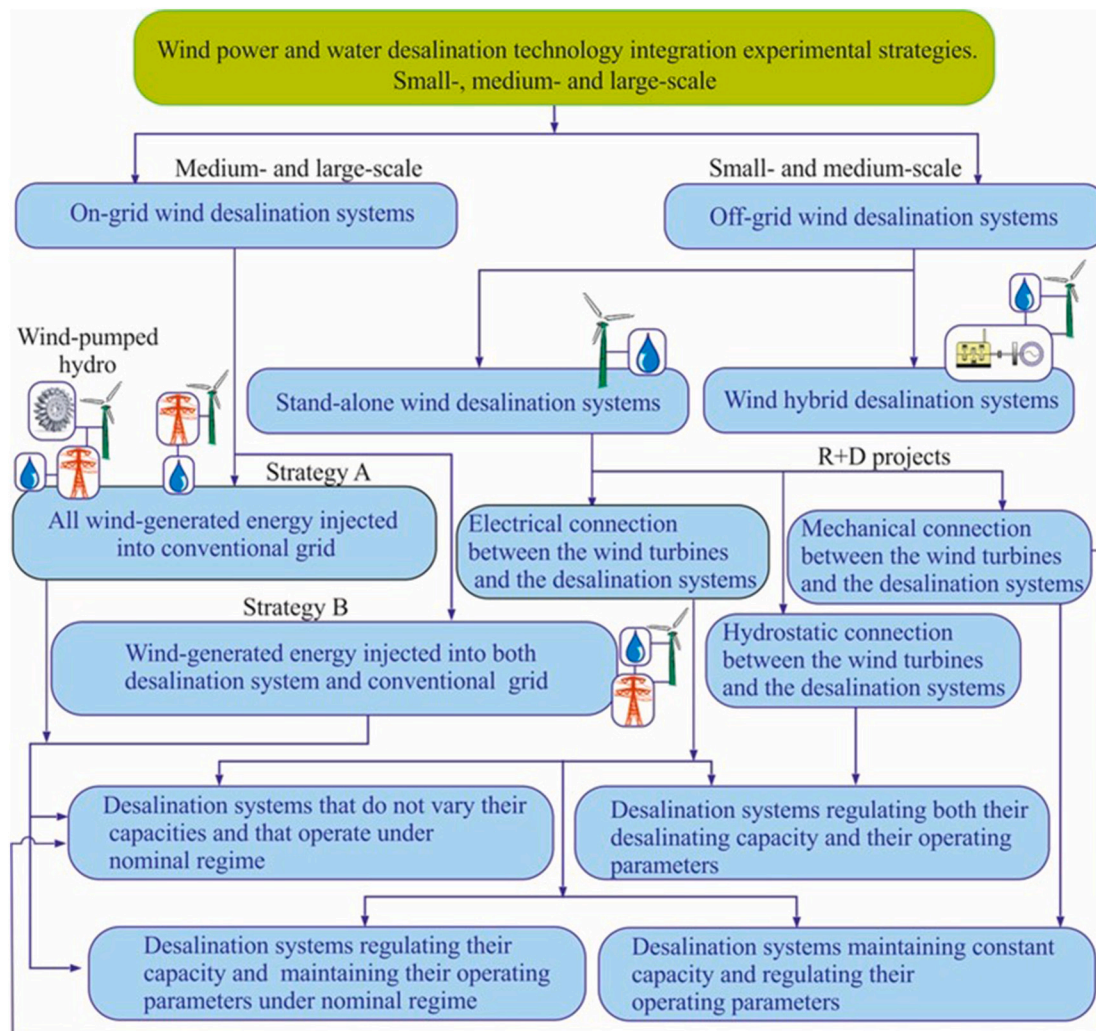 Wind power and water desalination technology integration experimental strategies.
Small-, medium- and large-scale
Medium- and large-scale
Small- and medium-scale
On-grid wind desalination systems
Off-grid wind desalination systems
Wind-pumped
hydro
Stand-alone wind desalination systems
Wind hybrid desalination systems
R+D projects
Strategy A
All wind-generated energy injected
into conventional grid
Electrical connection
between the wind turbines
and the desalination systems
Mechanical connection
between the wind turbines
and the desalination systems
Strategy B
Wind-generated energy injected into both
desalination system and conventional grid
Hydrostatic connection
between the wind turbines
and the desalination systems
Desalination systems that do not vary their
capacities and that operate under
nominal regime
Desalination systems regulating both their
desalinating capacity and their operating
parameters
Desalination systems regulating their
capacity and maintaining their operating
parameters under nominal regime
Desalination systems maintaining constant
capacity and regulating their
operating parameters